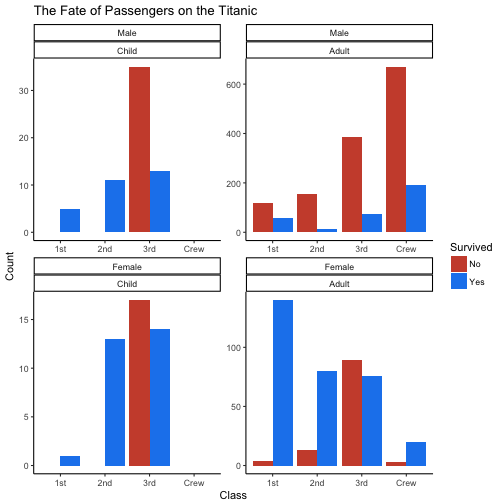 The Fate of Passengers on the Titanic
Male
Child
30
20
10
0
1st 2nd 3rd Crew
Male
Adult
600
400
200
0
1st 2nd 3rd Crew
Female
Child
15
10
5
0
1st 2nd 3rd Crew
Female
Adult
100
50
0
1st 2nd 3rd Crew
Count
Class
Survived
No
Yes